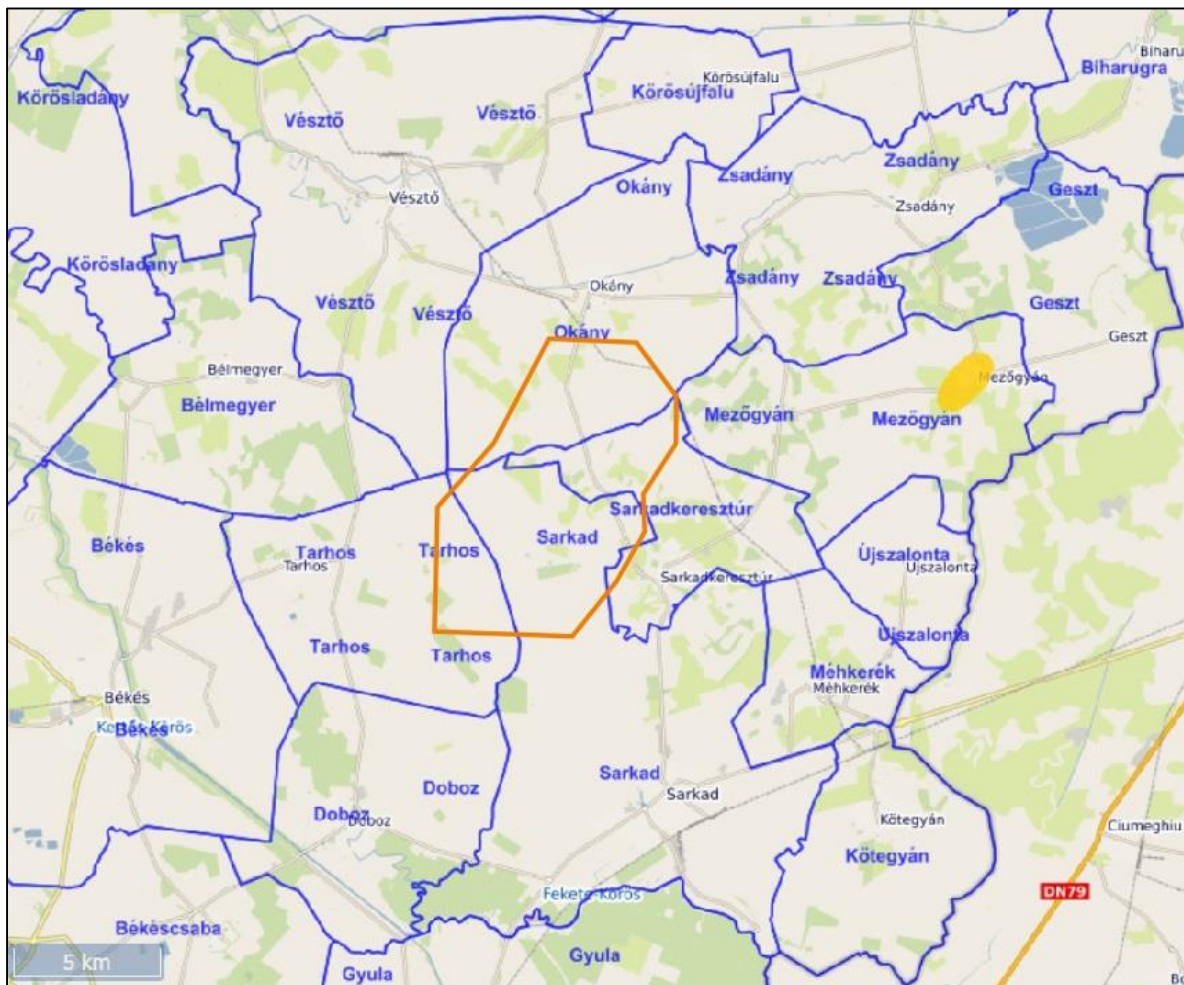 Biharu
Biharugra
Körösladány
Körösújfalu
Körösújfalu
Vésztő
Vésztő
Zsadány
Okány
Zsadány
Geszt
Vésztő
Zsadány
Körösladány
Zsadány
Zsadány
Okány
Vésztő
Vésztő
Geszt
Okány
Geszt
Bélmegyer
Mezőgyán
Bélmegyer
Mezőgyán
Mezőgyán
Sarkadkeresztúr
Békés
Sarkad
Tarhos
Tarhos
Újszalonta
Tarhos
Újszalonta
Sarkadkeresztúr
Újszalonta
Tarhos
Tarhos
Méhkerék
Méhkerék
Békés
Kettős-Körös
Békés
Sarkad
Doboz
Sarkad
Doboz
Doboz
Kötegyán
Ciumeghiu
Kötegyán
Fekete-Körös
DN79
Békéscsaba
Gyula
5 km
Gyula